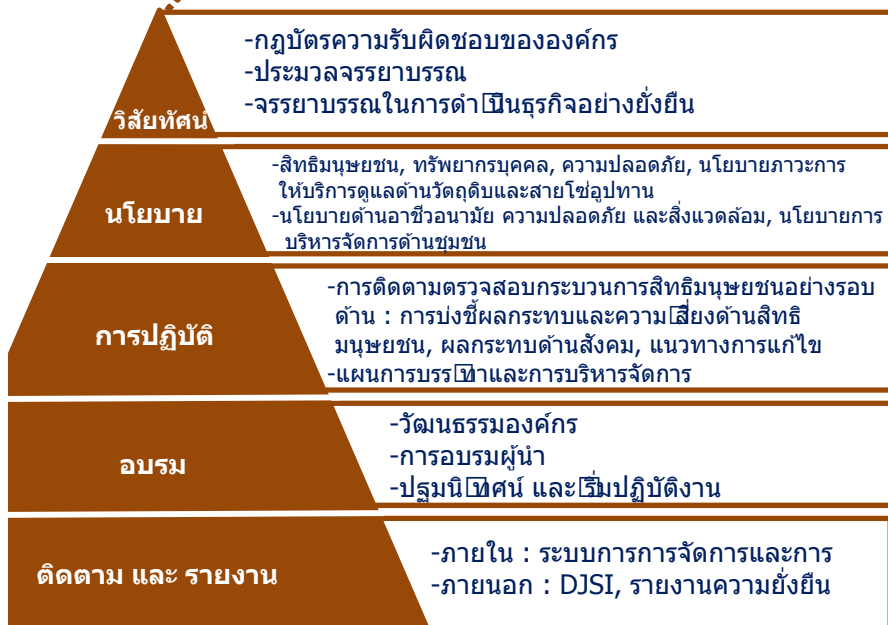 วิสัยทัศน์
-กฎบัตรความรับผิดชอบขององค์กร
-ประมวลจรรยาบรรณ
-จรรยาบรรณในการดำเนินธุรกิจอย่างยั่งยืน
นโยบาย
-สิทธิมนุษยชน, ทรัพยากรบุคคล, ความปลอดภัย, นโยบายภาวะการ
ให้บริการดูแลด้านวัตถุดิบและสายโซ่อุปทาน
-นโยบายด้านอาชีวอนามัย ความปลอดภัย และสิ่งแวดล้อม, นโยบายการ
บริหารจัดการด้านชุมชน
การปฏิบัติ
-การติดตามตรวจสอบกระบวนการสิทธิมนุษยชนอย่างรอบ
ด้าน : การบ่งชี้ผลกระทบและความเสี่ยงด้านสิทธิ
มนุษยชน, ผลกระทบด้านสังคม, แนวทางการแก้ไข
-แผนการบรรเทาและการบริหารจัดการ
อบรม
-วัฒนธรรมองค์กร
-การอบรมผู้นำ
-ปฐมนิเทศน์ และเริ่มปฏิบัติงาน
ติดตาม และ รายงาน
-ภายใน : ระบบการการจัดการและการ
-ภายนอก : DJSI, รายงานความยั่งยืน